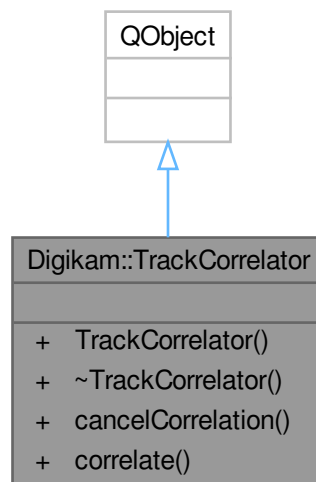 QObject
Digikam::TrackCorrelator
+ TrackCorrelator()
+ ~TrackCorrelator()
+ cancelCorrelation()
+ correlate()